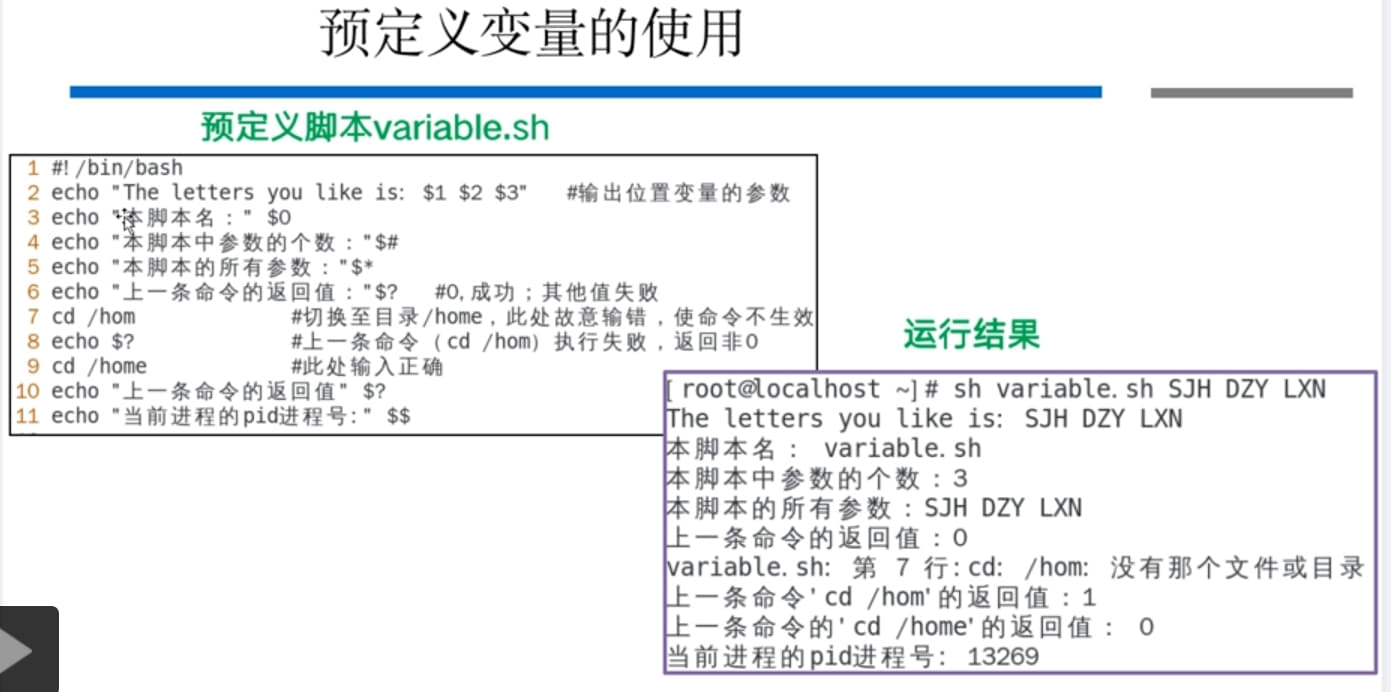 预定义变量的使用
预定义脚本variable.sh
1 #!/bin/bash
2 echo "The letters you like is: $1 $2 $3" #输出位置变量的参数
3 echo "本脚本名：" $0
4 echo "本脚本中参数的个数："$#
5 echo "本脚本的所有参数："$*
6 echo "上一条命令的返回值："$? #0,成功；其他值失败
7 cd /hom #切换至目录/home，此处故意输错，使命令不生效
8 echo $? #上一条命令（cd /hom）执行失败，返回非0
9 cd /home #此处输入正确
10 echo "上一条命令的返回值" $?
11 echo "当前进程的pid进程号:" $$
运行结果
[root@localhost ~]# sh variable.sh SJH DZY LXN
The letters you like is: SJH DZY LXN
本脚本名： variable.sh
本脚本中参数的个数：3
本脚本的所有参数：SJH DZY LXN
上一条命令的返回值：0
variable.sh: 第 7 行:cd: /hom: 没有那个文件或目录
上一条命令'cd /hom'的返回值：1
上一条命令的'cd /home'的返回值： 0
当前进程的pid进程号: 13269